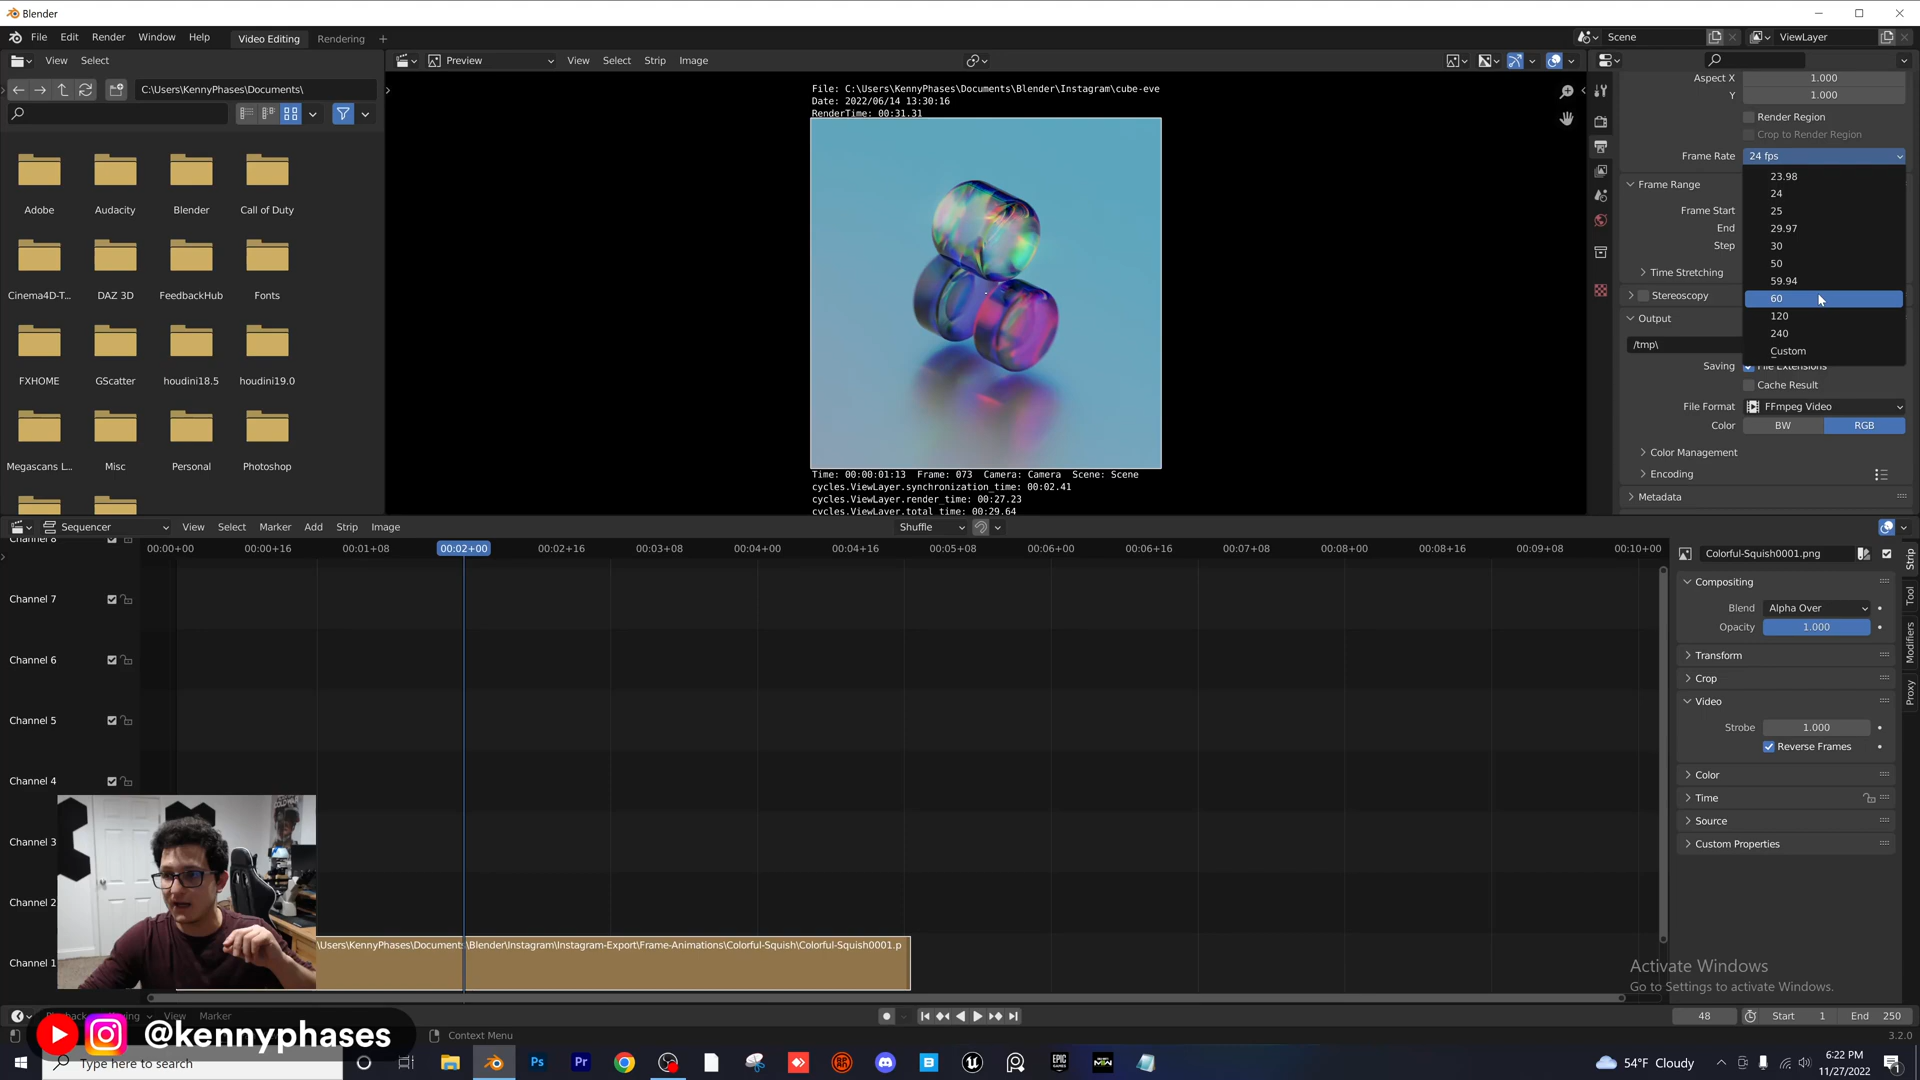 Blender
File Edit Render Window Help Video Editing Rendering
Scene ViewLayer
View Select
Preview View Select Strip Image
C:\Users\KennyPhases\Documents\
Adobe Audacity Blender Call of Duty
Cinema4D-T... DAZ 3D FeedbackHub Fonts
FXHOME GScatter houdini18.5 houdini19.0
Megascans L... Misc Personal Photoshop
File: C:\Users\KennyPhases\Documents\Blender\Instagram\cube-eve
Date: 2022/06/14 13:30:16
RenderTime: 00:31.31
Time: 00:00:01:13 Frame: 073 Camera: Camera Scene: Scene
cycles.ViewLayer.synchronization_time: 00:02.41
cycles.ViewLayer.render_time: 00:27.23
cycles.ViewLayer.total_time: 00:29.64
Aspect X 1.000
Y 1.000
Render Region
Crop to Render Region
Frame Rate 24 fps
23.98
24
25
29.97
30
50
59.94
60
120
240
Custom
Frame Range
Frame Start
End
Step
Time Stretching
Stereoscopy
Output
/tmp\
Saving File Extensions
Cache Result
File Format FFmpeg Video
Color BW RGB
Color Management
Encoding
Metadata
Sequencer View Select Marker Add Strip Image Shuffle
00:00+00 00:00+16 00:01+08 00:02+00 00:02+16 00:03+08 00:04+00 00:04+16 00:05+08 00:06+00 00:06+16 00:07+08 00:08+00 00:08+16 00:09+08 00:10+00
Channel 8
Channel 7
Channel 6
Channel 5
Channel 4
Channel 3
Channel 2
Channel 1
\Users\KennyPhases\Documents\Blender\Instagram\Instagram-Export\Frame-Animations\Colorful-Squish\Colorful-Squish0001.p
Colorful-Squish0001.png
Compositing
Blend Alpha Over
Opacity 1.000
Transform
Crop
Video
Strobe 1.000
Reverse Frames
Color
Time
Source
Custom Properties
Strip
Tool
Modifiers
Proxy
Activate Windows
Go to Settings to activate Windows.
Playback Keying View Marker
48 Start 1 End 250
@kennyphases
Context Menu
3.2.0
Type here to search
Ps Pr
54°F Cloudy
6:22 PM
11/27/2022